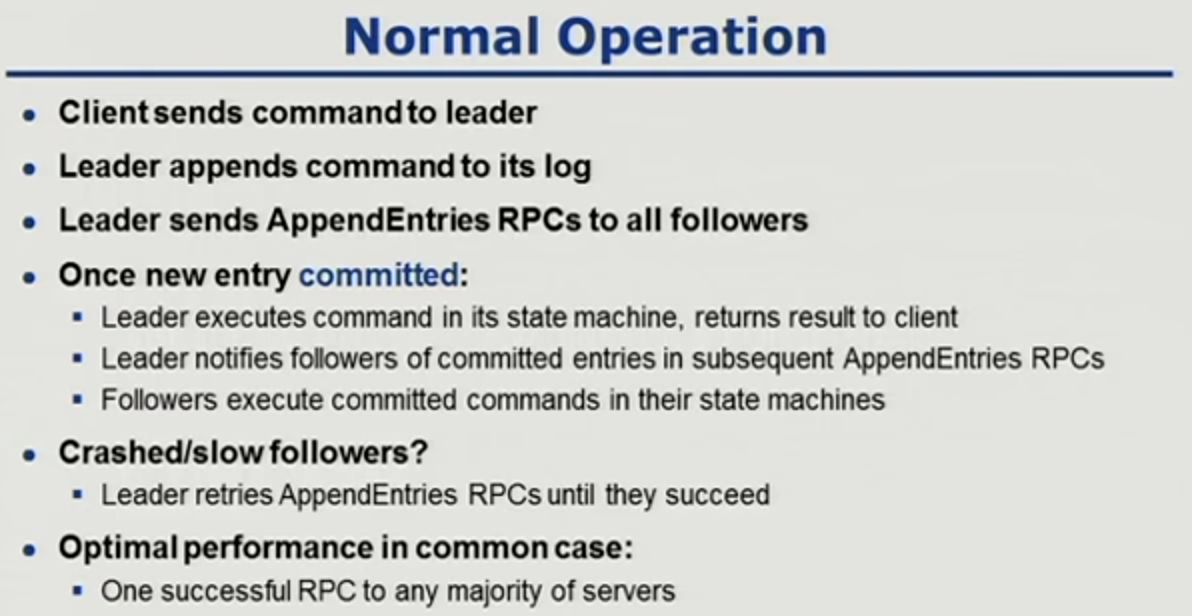 Normal Operation
• Client sends command to leader
• Leader appends command to its log
• Leader sends AppendEntries RPCs to all followers
• Once new entry committed:
▪ Leader executes command in its state machine, returns result to client
▪ Leader notifies followers of committed entries in subsequent AppendEntries RPCs
▪ Followers execute committed commands in their state machines
• Crashed/slow followers?
▪ Leader retries AppendEntries RPCs until they succeed
• Optimal performance in common case:
▪ One successful RPC to any majority of servers